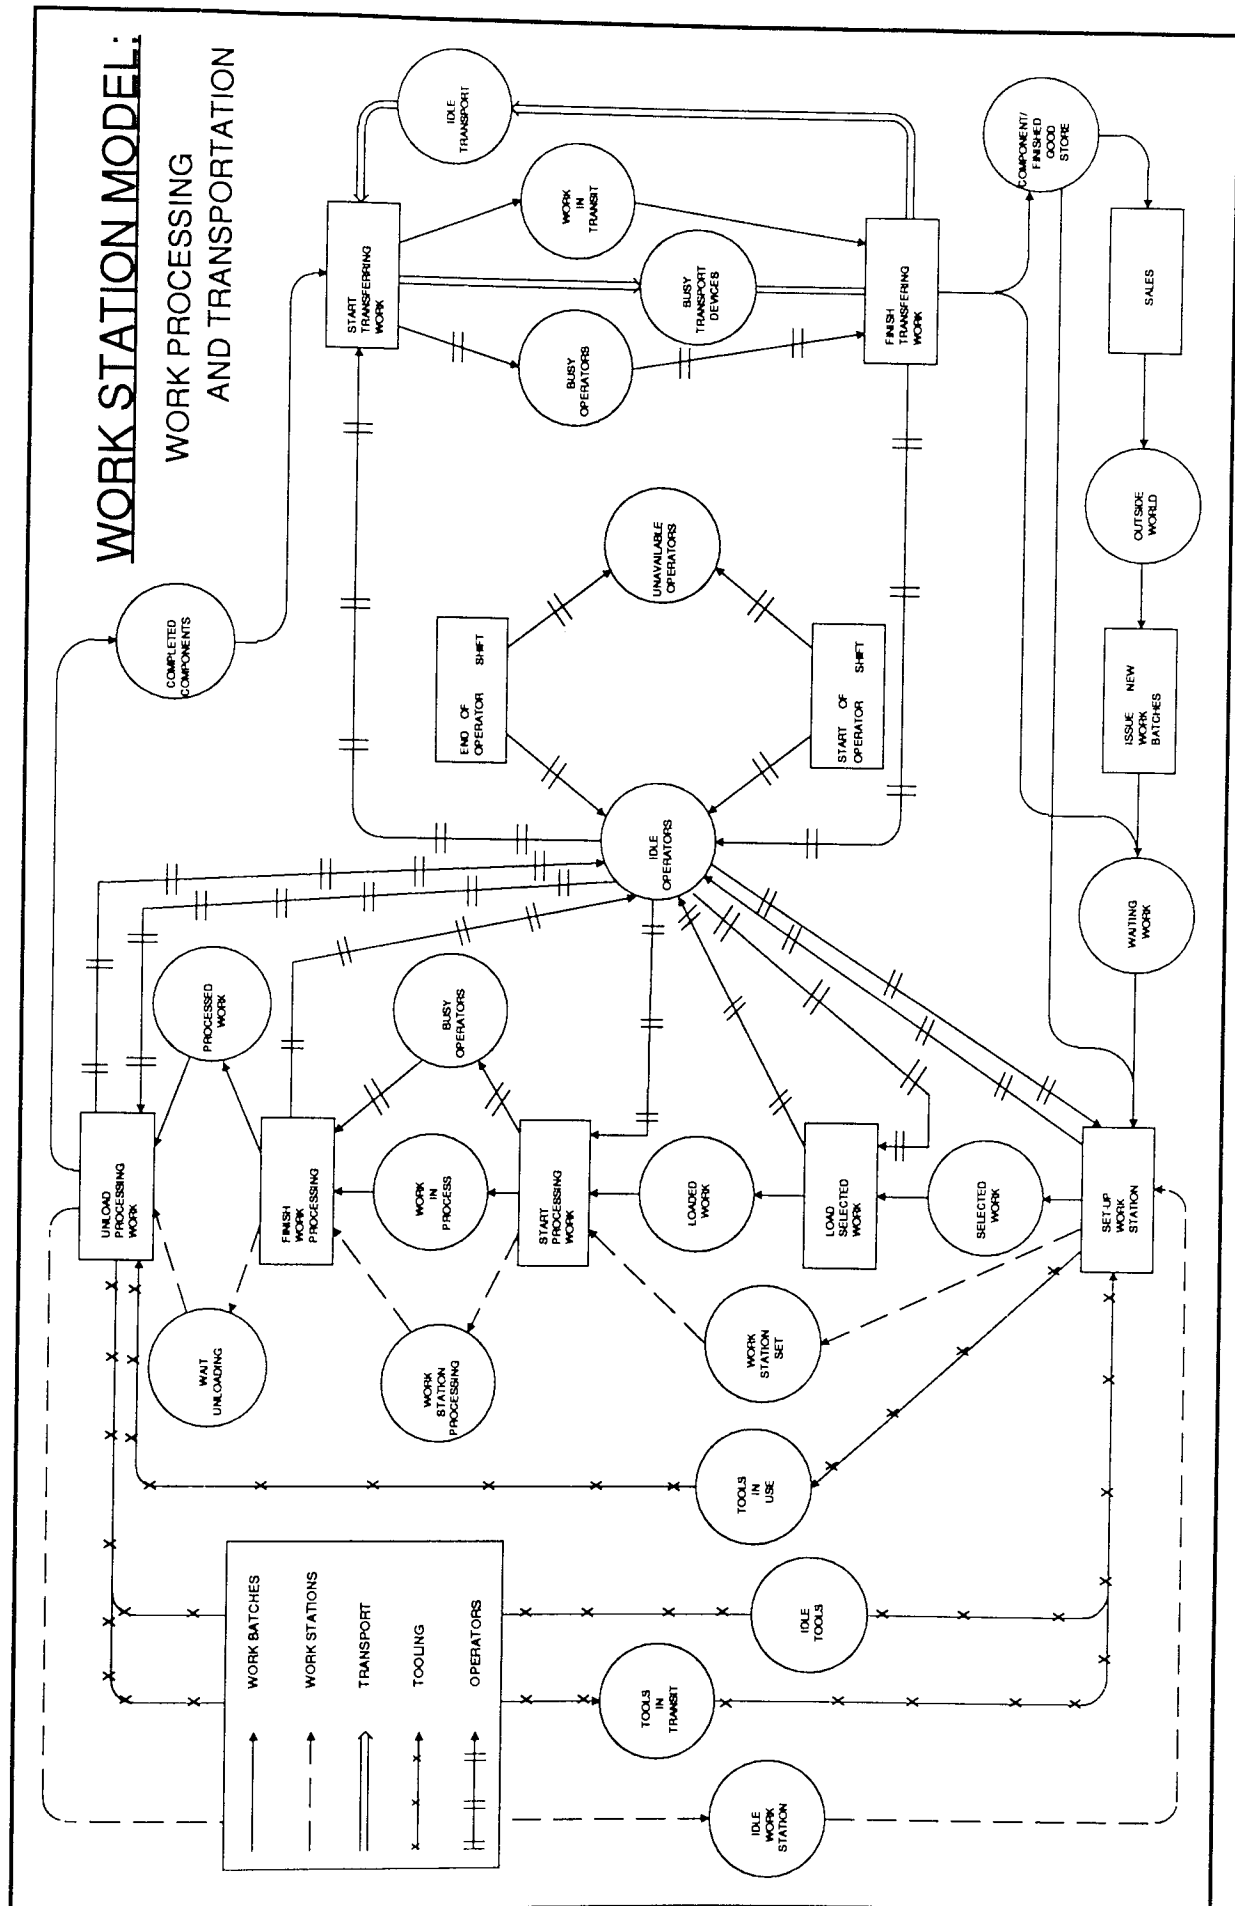 WORK STATION MODEL:
WORK PROCESSING
AND TRANSPORTATION
COMPLETED
COMPONENTS
IDLE
TRANSPORT
START
TRANSFERRING
WORK
WORK
IN
TRANSIT
BUSY
TRANSPORT
DEVICES
BUSY
OPERATORS
FINISH
TRANSFERING
WORK
COMPONENT/
FINISHED
GOOD
STORE
SALES
OUTSIDE
WORLD
ISSUE NEW
WORK
BATCHES
WAITING
WORK
END OF
OPERATOR SHIFT
UNAVAILABLE
OPERATORS
START OF
OPERATOR SHIFT
IDLE
OPERATORS
PROCESSED
WORK
BUSY
OPERATORS
UNLOAD
PROCESSING
WORK
FINISH
WORK
PROCESSING
WORK
IN
PROCESS
START
PROCESSING
WORK
LOADED
WORK
LOAD
SELECTED
WORK
SELECTED
WORK
SET-UP
WORK
STATION
WAIT
UNLOADING
WORK
STATION
PROCESSING
WORK
STATION
SET
TOOLS
IN
USE
IDLE
TOOLS
TOOLS
IN
TRANSIT
IDLE
WORK
STATION
WORK BATCHES
WORK STATIONS
TRANSPORT
TOOLING
OPERATORS